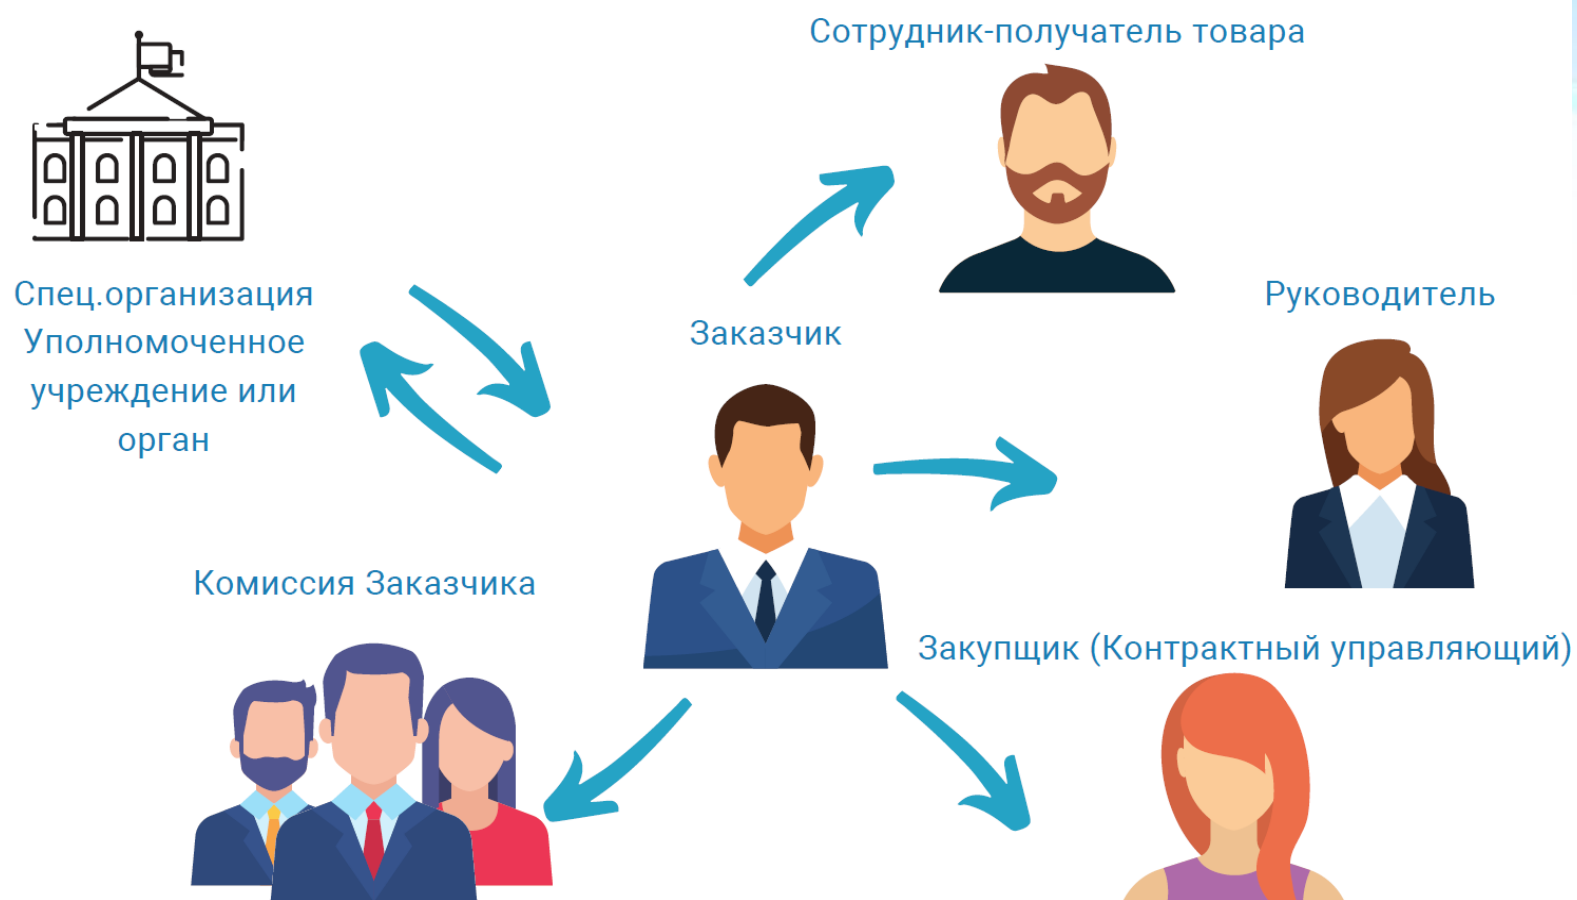 Сотрудник-получатель товара
Спец.организация
Уполномоченное
учреждение или
орган
Заказчик
Руководитель
Комиссия Заказчика
Закупщик (Контрактный управляющий)